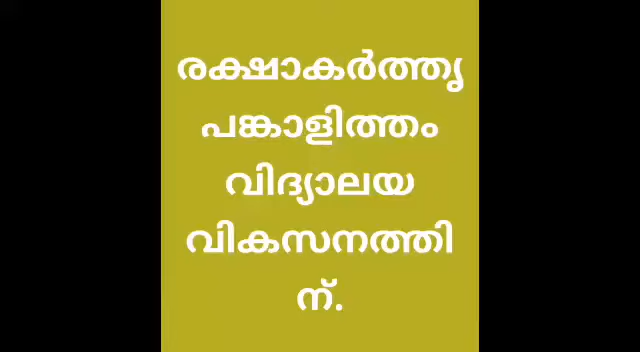 രക്ഷാകർത്തൃ
പങ്കാളിത്തം
വിദ്യാലയ
വികസനത്തി
ന്.